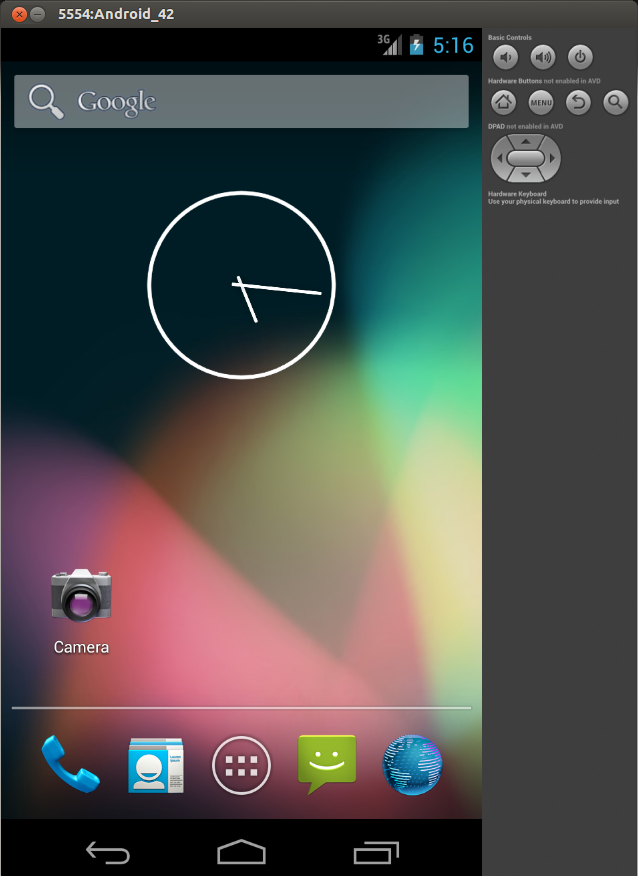 5554:Android_42
3G 5:16
Google
Camera
Basic Controls
Hardware Buttons not enabled in AVD
MENU
DPAD not enabled in AVD
Hardware Keyboard
Use your physical keyboard to provide input